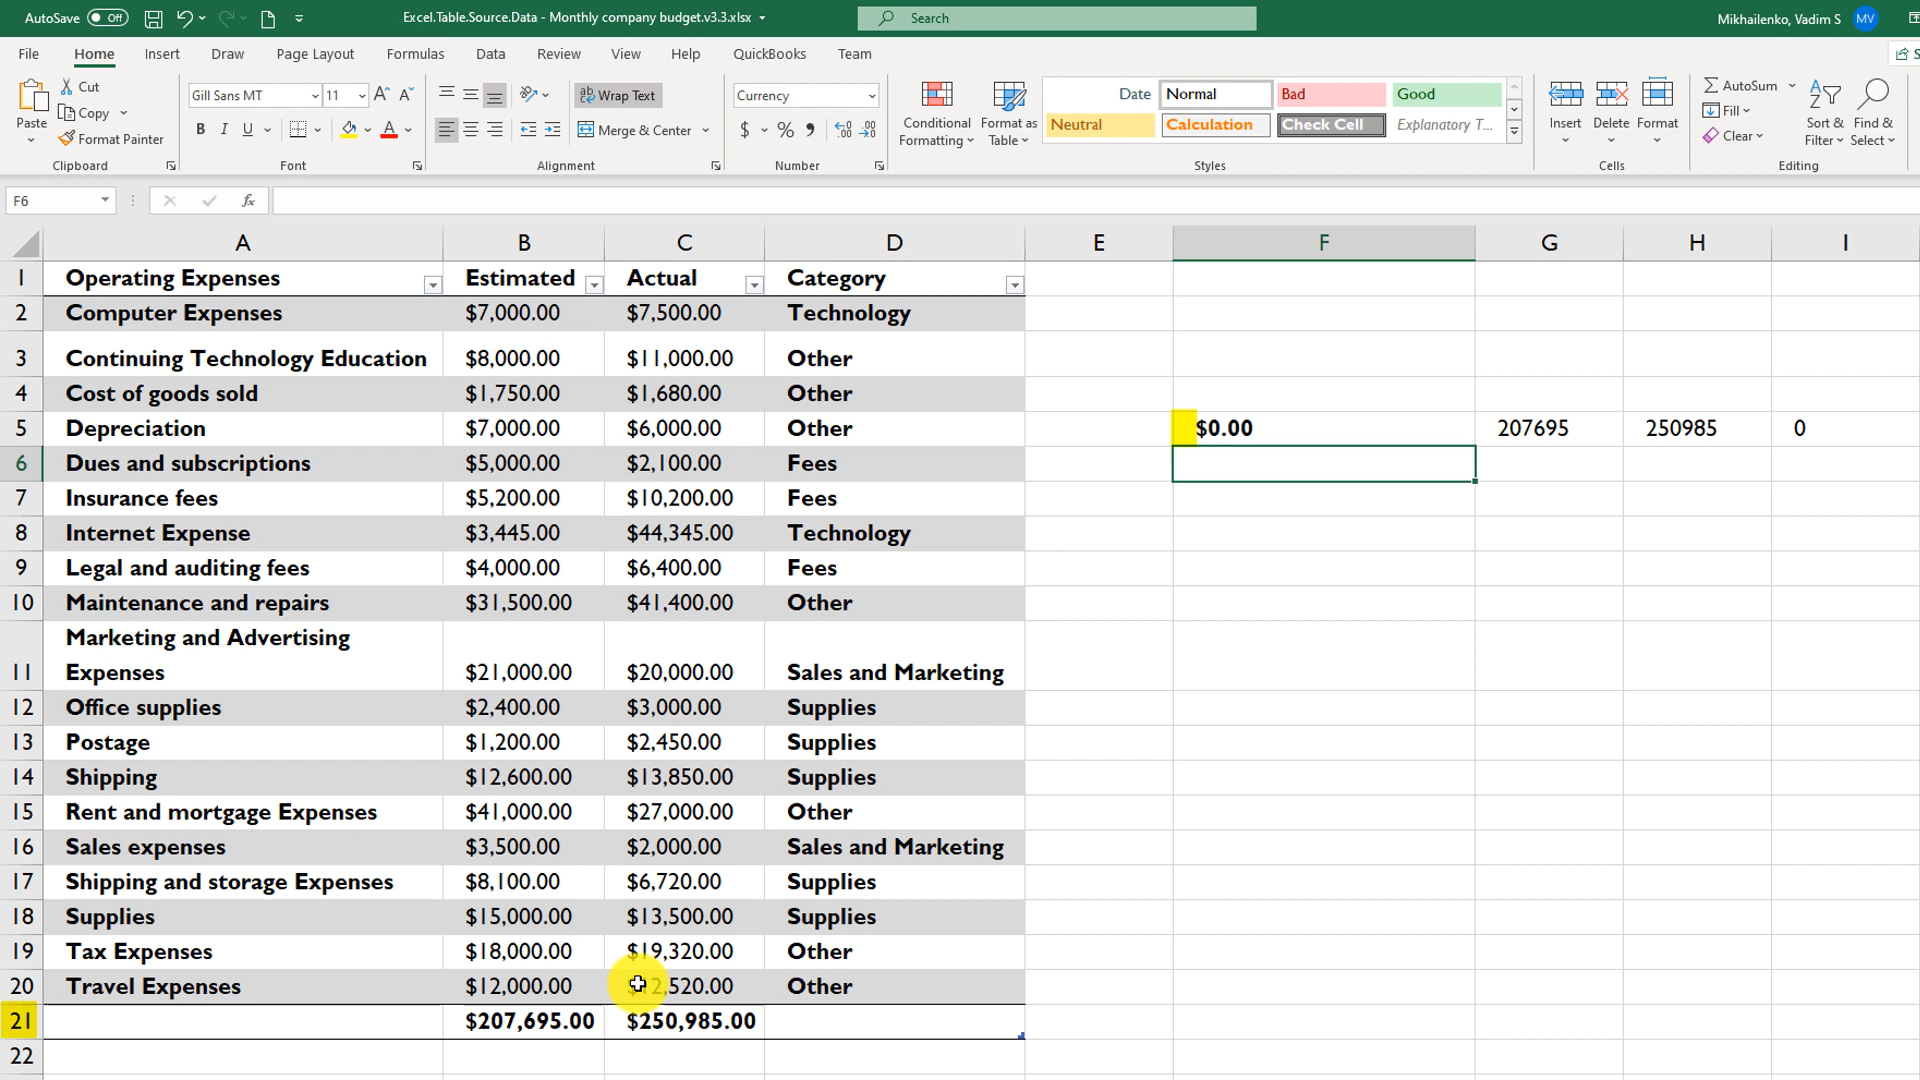 AutoSave Off
Excel.Table.Source.Data - Monthly company budget.v3.3.xlsx
Search
Mikhailenko, Vadim S MV
File Home Insert Draw Page Layout Formulas Data Review View Help QuickBooks Team
Paste
Cut
Copy
Format Painter
Clipboard
Gill Sans MT 11
B I U
Font
Wrap Text
Merge & Center
Alignment
Currency
$ % ,
Number
Conditional Formatting
Format as Table
Date Normal Bad Good
Neutral Calculation Check Cell Explanatory T...
Styles
Insert Delete Format
Cells
AutoSum
Fill
Clear
Sort & Filter
Find & Select
Editing
F6 fx
A B C D E F G H I
1 Operating Expenses Estimated Actual Category
2 Computer Expenses $7,000.00 $7,500.00 Technology
3 Continuing Technology Education $8,000.00 $11,000.00 Other
4 Cost of goods sold $1,750.00 $1,680.00 Other
5 Depreciation $7,000.00 $6,000.00 Other $0.00 207695 250985 0
6 Dues and subscriptions $5,000.00 $2,100.00 Fees
7 Insurance fees $5,200.00 $10,200.00 Fees
8 Internet Expense $3,445.00 $44,345.00 Technology
9 Legal and auditing fees $4,000.00 $6,400.00 Fees
10 Maintenance and repairs $31,500.00 $41,400.00 Other
Marketing and Advertising
11 Expenses $21,000.00 $20,000.00 Sales and Marketing
12 Office supplies $2,400.00 $3,000.00 Supplies
13 Postage $1,200.00 $2,450.00 Supplies
14 Shipping $12,600.00 $13,850.00 Supplies
15 Rent and mortgage Expenses $41,000.00 $27,000.00 Other
16 Sales expenses $3,500.00 $2,000.00 Sales and Marketing
17 Shipping and storage Expenses $8,100.00 $6,720.00 Supplies
18 Supplies $15,000.00 $13,500.00 Supplies
19 Tax Expenses $18,000.00 $19,320.00 Other
20 Travel Expenses $12,000.00 $12,520.00 Other
21 $207,695.00 $250,985.00
22